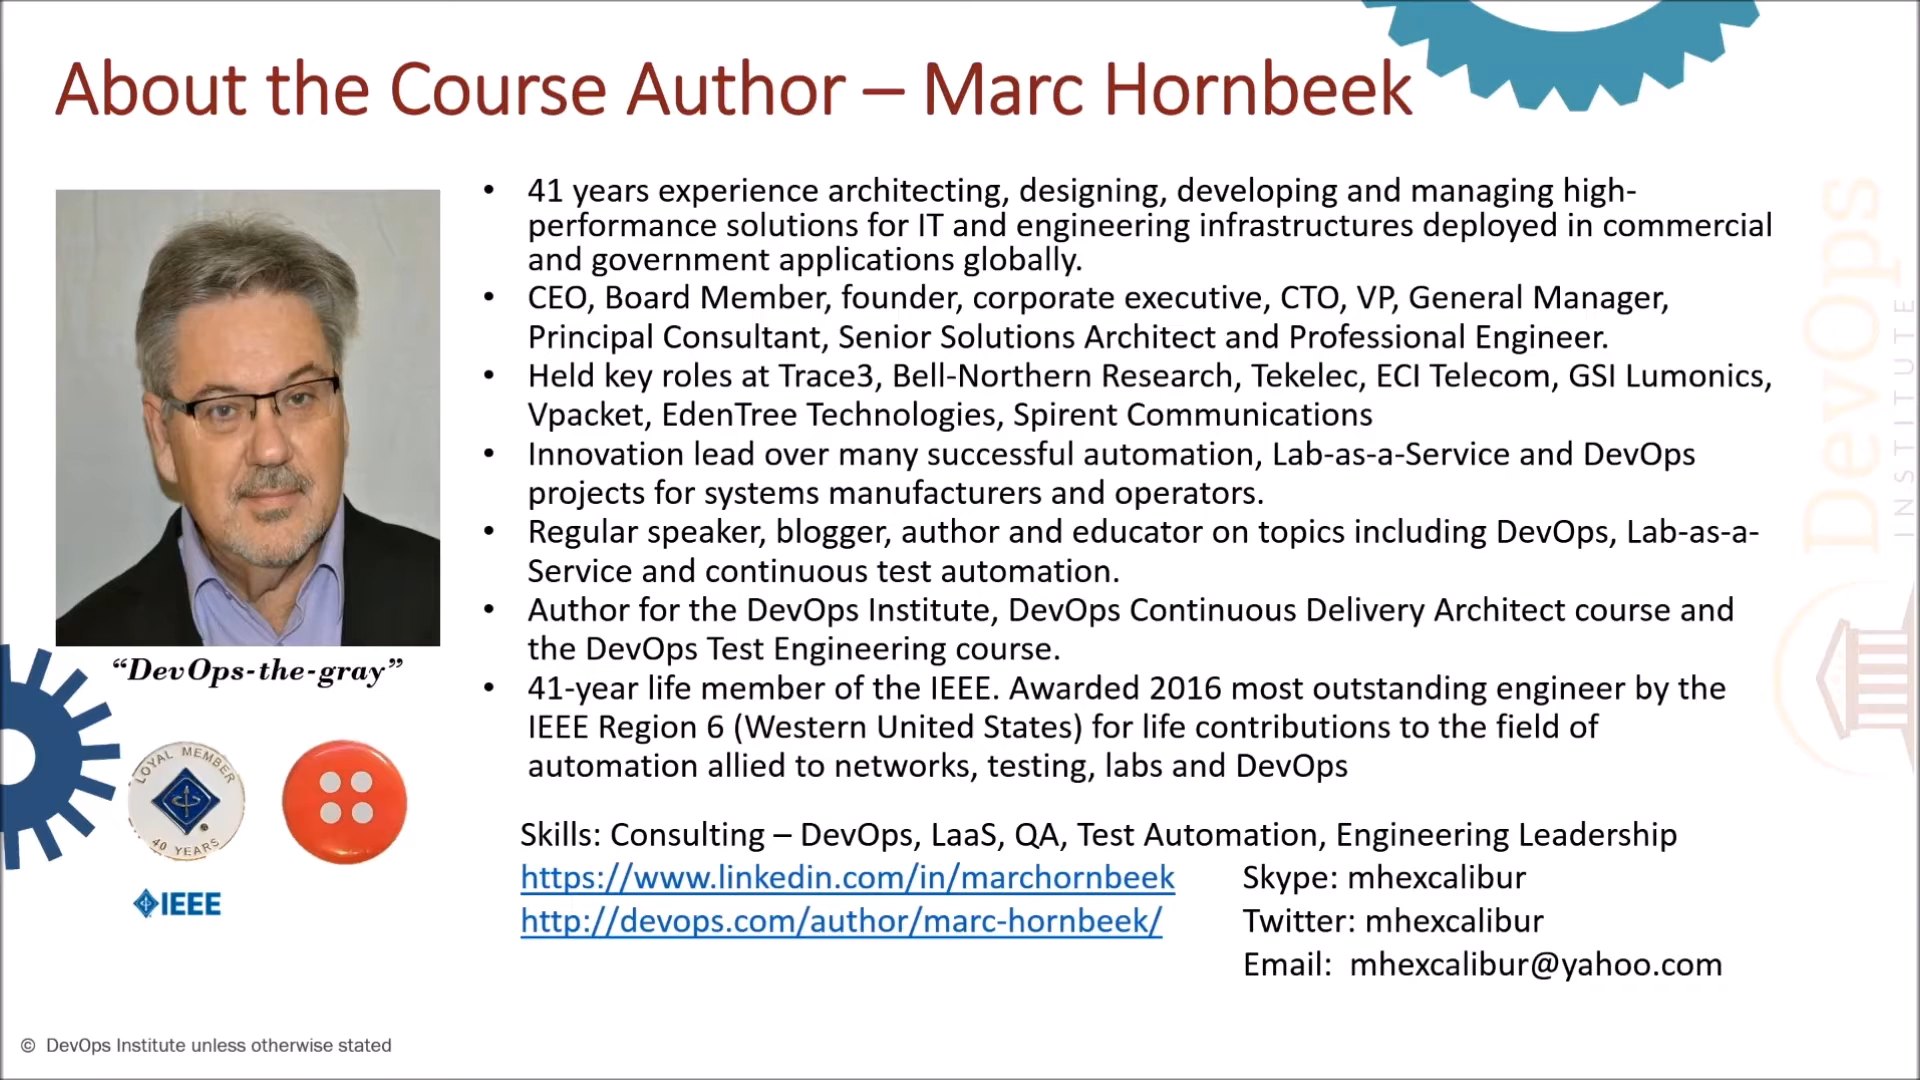 About the Course Author – Marc Hornbeek
• 41 years experience architecting, designing, developing and managing high-
performance solutions for IT and engineering infrastructures deployed in commercial
and government applications globally.
• CEO, Board Member, founder, corporate executive, CTO, VP, General Manager,
Principal Consultant, Senior Solutions Architect and Professional Engineer.
• Held key roles at Trace3, Bell-Northern Research, Tekelec, ECI Telecom, GSI Lumonics,
Vpacket, EdenTree Technologies, Spirent Communications
• Innovation lead over many successful automation, Lab-as-a-Service and DevOps
projects for systems manufacturers and operators.
• Regular speaker, blogger, author and educator on topics including DevOps, Lab-as-a-
Service and continuous test automation.
• Author for the DevOps Institute, DevOps Continuous Delivery Architect course and
the DevOps Test Engineering course.
• 41-year life member of the IEEE. Awarded 2016 most outstanding engineer by the
IEEE Region 6 (Western United States) for life contributions to the field of
automation allied to networks, testing, labs and DevOps
“DevOps-the-gray”
LOYAL MEMBER
40 YEARS
IEEE
Skills: Consulting – DevOps, LaaS, QA, Test Automation, Engineering Leadership
https://www.linkedin.com/in/marchornbeek Skype: mhexcalibur
http://devops.com/author/marc-hornbeek/ Twitter: mhexcalibur
Email: mhexcalibur@yahoo.com
DevOps
INSTITUTE
© DevOps Institute unless otherwise stated